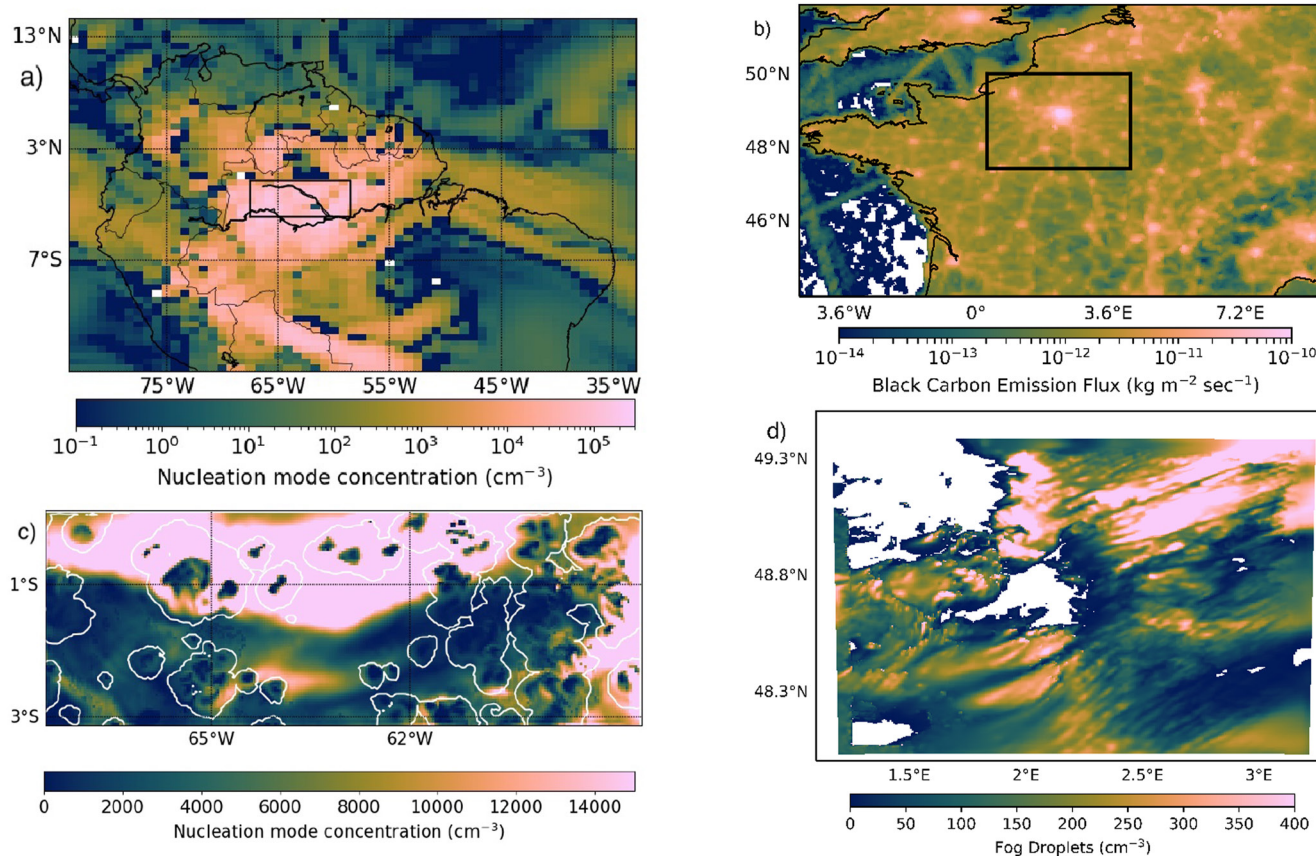 a)
13°N
3°N
7°S
75°W 65°W 55°W 45°W 35°W
10⁻¹ 10⁰ 10¹ 10² 10³ 10⁴ 10⁵
Nucleation mode concentration (cm⁻³)
b)
50°N
48°N
46°N
3.6°W 0° 3.6°E 7.2°E
10⁻¹⁴ 10⁻¹³ 10⁻¹² 10⁻¹¹ 10⁻¹⁰
Black Carbon Emission Flux (kg m⁻² sec⁻¹)
c)
1°S
3°S
65°W 62°W
0 2000 4000 6000 8000 10000 12000 14000
Nucleation mode concentration (cm⁻³)
d)
49.3°N
48.8°N
48.3°N
1.5°E 2°E 2.5°E 3°E
0 50 100 150 200 250 300 350 400
Fog Droplets (cm⁻³)